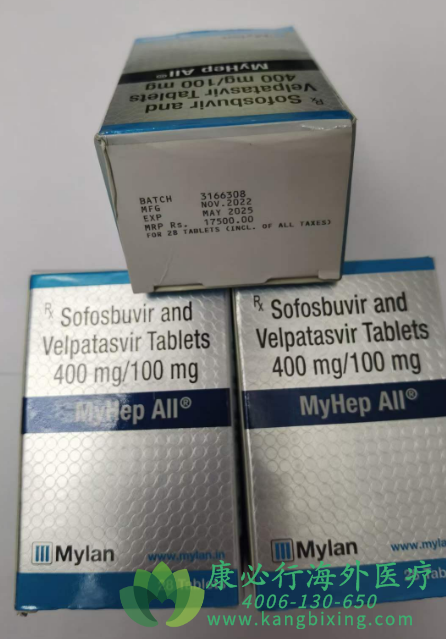 ℞ Sofosbuvir and
Velpatasvir Tablets
400 mg/100 mg
MyHep All®
BATCH 3166308
MFG NOV.2022
EXP MAY 2025
MRP Rs. 17500.00
FOR 28 TABLETS (INCL. OF ALL TAXES)
℞ Sofosbuvir and
Velpatasvir Tablets
400 mg/100 mg
MyHep All®
Mylan
www.mylan.in
Tablets
℞ Sofosbuvir and
Velpatasvir Tablets
400 mg/100 mg
MyHep All®
Mylan
www.myla
康必行海外医疗
4006-130-650
www.kangbixing.com